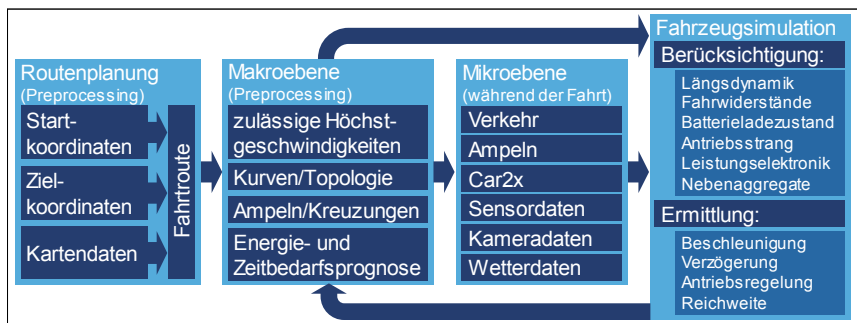 Routenplanung
(Preprocessing)
Start-
koordinaten
Ziel-
koordinaten
Kartendaten
Fahrtroute
Makroebene
(Preprocessing)
zulässige Höchst-
geschwindigkeiten
Kurven/Topologie
Ampeln/Kreuzungen
Energie- und
Zeitbedarfsprognose
Mikroebene
(während der Fahrt)
Verkehr
Ampeln
Car2x
Sensordaten
Kameradaten
Wetterdaten
Fahrzeugsimulation
Berücksichtigung:
Längsdynamik
Fahrwiderstände
Batterieladezustand
Antriebsstrang
Leistungselektronik
Nebenaggregate
Ermittlung:
Beschleunigung
Verzögerung
Antriebsregelung
Reichweite